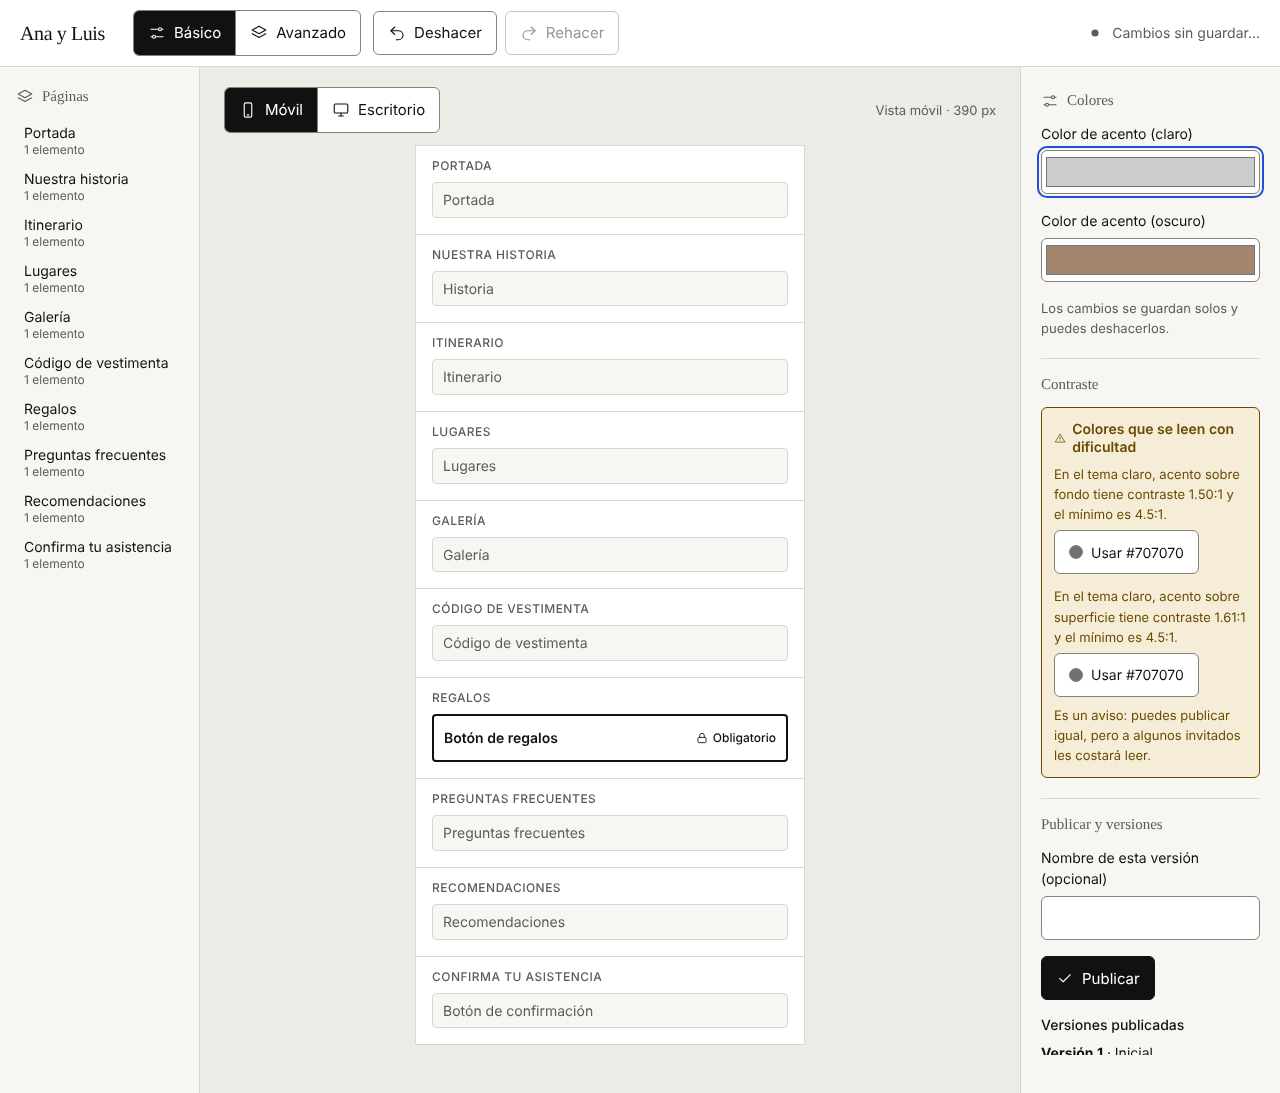 Ana y Luis
Básico
Avanzado
Deshacer
Rehacer
Cambios sin guardar...
Páginas
Portada
1 elemento
Nuestra historia
1 elemento
Itinerario
1 elemento
Lugares
1 elemento
Galería
1 elemento
Código de vestimenta
1 elemento
Regalos
1 elemento
Preguntas frecuentes
1 elemento
Recomendaciones
1 elemento
Confirma tu asistencia
1 elemento
Móvil
Escritorio
Vista móvil · 390 px
PORTADA
Portada
NUESTRA HISTORIA
Historia
ITINERARIO
Itinerario
LUGARES
Lugares
GALERÍA
Galería
CÓDIGO DE VESTIMENTA
Código de vestimenta
REGALOS
Botón de regalos
Obligatorio
PREGUNTAS FRECUENTES
Preguntas frecuentes
RECOMENDACIONES
Recomendaciones
CONFIRMA TU ASISTENCIA
Botón de confirmación
Colores
Color de acento (claro)
Color de acento (oscuro)
Los cambios se guardan solos y
puedes deshacerlos.
Contraste
Colores que se leen con
dificultad
En el tema claro, acento sobre
fondo tiene contraste 1.50:1 y
el mínimo es 4.5:1.
Usar #707070
En el tema claro, acento sobre
superficie tiene contraste 1.61:1
y el mínimo es 4.5:1.
Usar #707070
Es un aviso: puedes publicar
igual, pero a algunos invitados
les costará leer.
Publicar y versiones
Nombre de esta versión
(opcional)
Publicar
Versiones publicadas
Versión 1 · Inicial